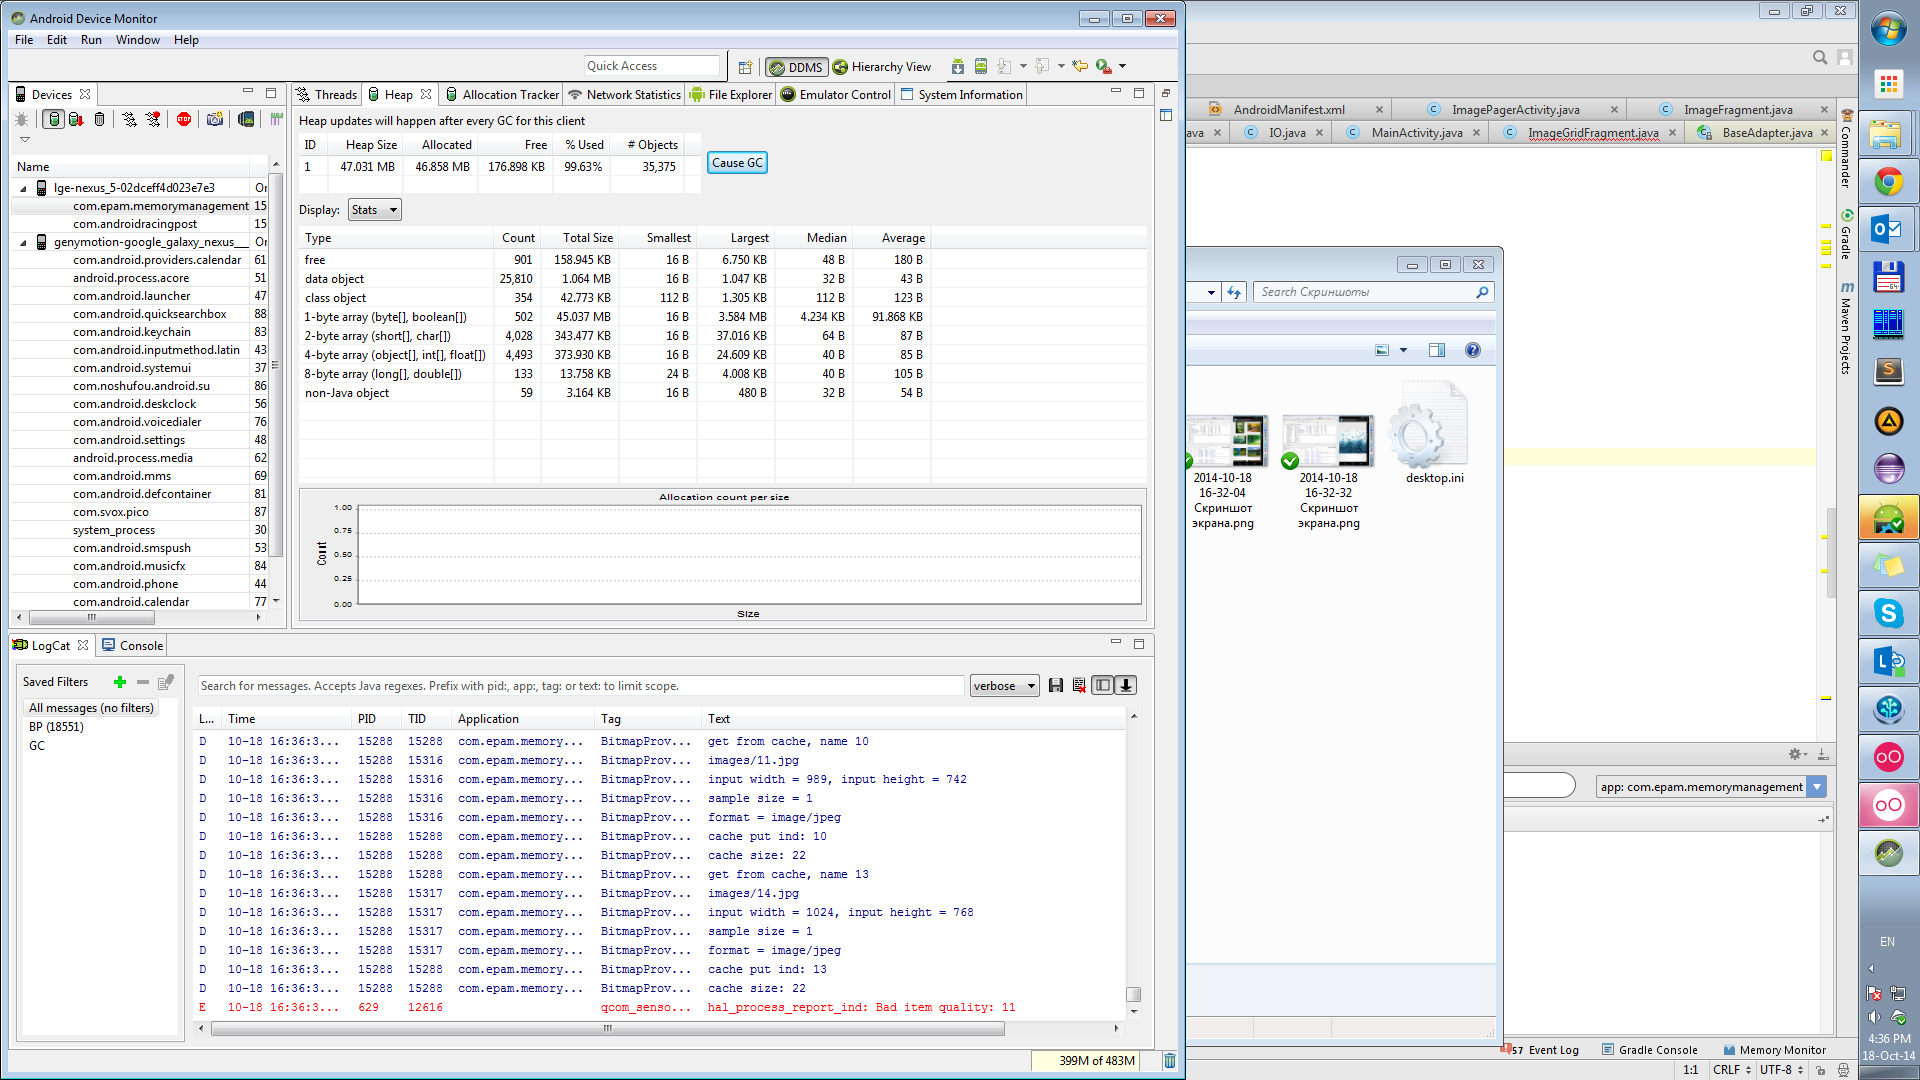 Android Device Monitor
File Edit Run Window Help
Quick Access
DDMS
Hierarchy View
Devices
Name
lge-nexus_5-02dceff4d023e7e3 Or
com.epam.memorymanagement 15
com.androidracingpost 15
genymotion-google_galaxy_nexus___ Or
com.android.providers.calendar 61
android.process.acore 51
com.android.launcher 47
com.android.quicksearchbox 88
com.android.keychain 83
com.android.inputmethod.latin 43
com.android.systemui 37
com.noshufou.android.su 86
com.android.deskclock 56
com.android.voicedialer 76
com.android.settings 48
android.process.media 62
com.android.mms 69
com.android.defcontainer 81
com.svox.pico 87
system_process 30
com.android.smspush 53
com.android.musicfx 84
com.android.phone 44
com.android.calendar 77
Threads Heap Allocation Tracker Network Statistics File Explorer Emulator Control System Information
Heap updates will happen after every GC for this client
ID Heap Size Allocated Free % Used # Objects
1 47.031 MB 46.858 MB 176.898 KB 99.63% 35,375
Cause GC
Display: Stats
Type Count Total Size Smallest Largest Median Average
free 901 158.945 KB 16 B 6.750 KB 48 B 180 B
data object 25,810 1.064 MB 16 B 1.047 KB 32 B 43 B
class object 354 42.773 KB 112 B 1.305 KB 112 B 123 B
1-byte array (byte[], boolean[]) 502 45.037 MB 16 B 3.584 MB 4.234 KB 91.868 KB
2-byte array (short[], char[]) 4,028 343.477 KB 16 B 37.016 KB 64 B 87 B
4-byte array (object[], int[], float[]) 4,493 373.930 KB 16 B 24.609 KB 40 B 85 B
8-byte array (long[], double[]) 133 13.758 KB 24 B 4.008 KB 40 B 105 B
non-Java object 59 3.164 KB 16 B 480 B 32 B 54 B
Allocation count per size
1.00
0.75
0.50
0.25
0.00
Count
Size
LogCat Console
Saved Filters
All messages (no filters)
BP (18551)
GC
Search for messages. Accepts Java regexes. Prefix with pid:, app:, tag: or text: to limit scope.
verbose
L... Time PID TID Application Tag Text
D 10-18 16:36:3... 15288 15288 com.epam.memory... BitmapProv... get from cache, name 10
D 10-18 16:36:3... 15288 15316 com.epam.memory... BitmapProv... images/11.jpg
D 10-18 16:36:3... 15288 15316 com.epam.memory... BitmapProv... input width = 989, input height = 742
D 10-18 16:36:3... 15288 15316 com.epam.memory... BitmapProv... sample size = 1
D 10-18 16:36:3... 15288 15316 com.epam.memory... BitmapProv... format = image/jpeg
D 10-18 16:36:3... 15288 15288 com.epam.memory... BitmapProv... cache put ind: 10
D 10-18 16:36:3... 15288 15288 com.epam.memory... BitmapProv... cache size: 22
D 10-18 16:36:3... 15288 15288 com.epam.memory... BitmapProv... get from cache, name 13
D 10-18 16:36:3... 15288 15317 com.epam.memory... BitmapProv... images/14.jpg
D 10-18 16:36:3... 15288 15317 com.epam.memory... BitmapProv... input width = 1024, input height = 768
D 10-18 16:36:3... 15288 15317 com.epam.memory... BitmapProv... sample size = 1
D 10-18 16:36:3... 15288 15317 com.epam.memory... BitmapProv... format = image/jpeg
D 10-18 16:36:3... 15288 15288 com.epam.memory... BitmapProv... cache put ind: 13
D 10-18 16:36:3... 15288 15288 com.epam.memory... BitmapProv... cache size: 22
E 10-18 16:36:3... 629 12616 qcom_senso... hal_process_report_ind: Bad item quality: 11
399M of 483M
AndroidManifest.xml ImagePagerActivity.java ImageFragment.java
ava IO.java MainActivity.java ImageGridFragment.java BaseAdapter.java
Commander
Gradle
Maven Projects
Search Скриншоты
2014-10-18
16-32-04
Скриншот
экрана.png
2014-10-18
16-32-32
Скриншот
экрана.png
desktop.ini
app: com.epam.memorymanagement
57 Event Log Gradle Console Memory Monitor
1:1 CRLF UTF-8
EN
4:36 PM
18-Oct-14